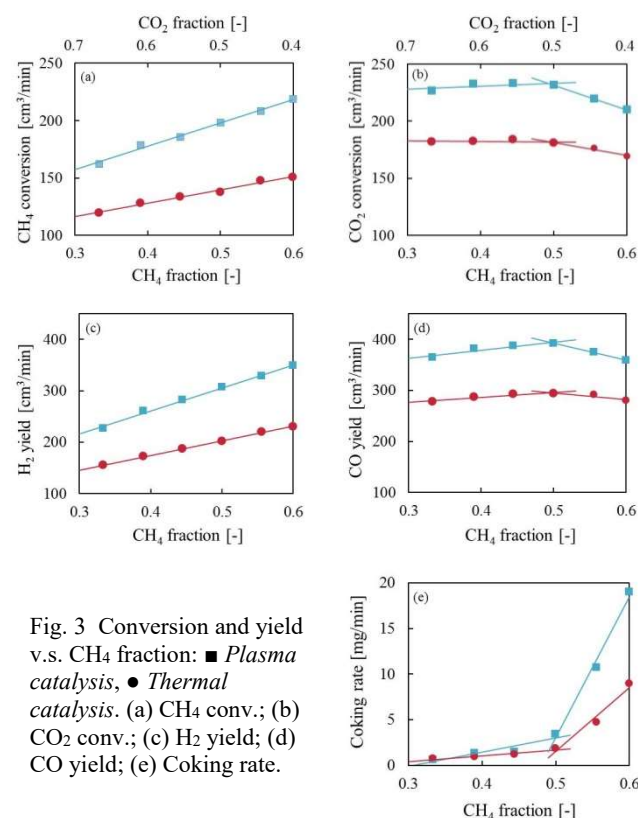 CO2 fraction [-]
0.7 0.6 0.5 0.4
250
200
150
100
(a)
CH4 conversion [cm³/min]
0.3 0.4 0.5 0.6
CH4 fraction [-]
CO2 fraction [-]
0.7 0.6 0.5 0.4
250
200
150
100
(b)
CO2 conversion [cm³/min]
0.3 0.4 0.5 0.6
CH4 fraction [-]
400
300
200
100
(c)
H2 yield [cm³/min]
0.3 0.4 0.5 0.6
CH4 fraction [-]
400
300
200
100
(d)
CO yield [cm³/min]
0.3 0.4 0.5 0.6
CH4 fraction [-]
Fig. 3 Conversion and yield
v.s. CH4 fraction: ■ Plasma
catalysis, ● Thermal
catalysis. (a) CH4 conv.; (b)
CO2 conv.; (c) H2 yield; (d)
CO yield; (e) Coking rate.
20
15
10
5
0
(e)
Coking rate [mg/min]
0.3 0.4 0.5 0.6
CH4 fraction [-]